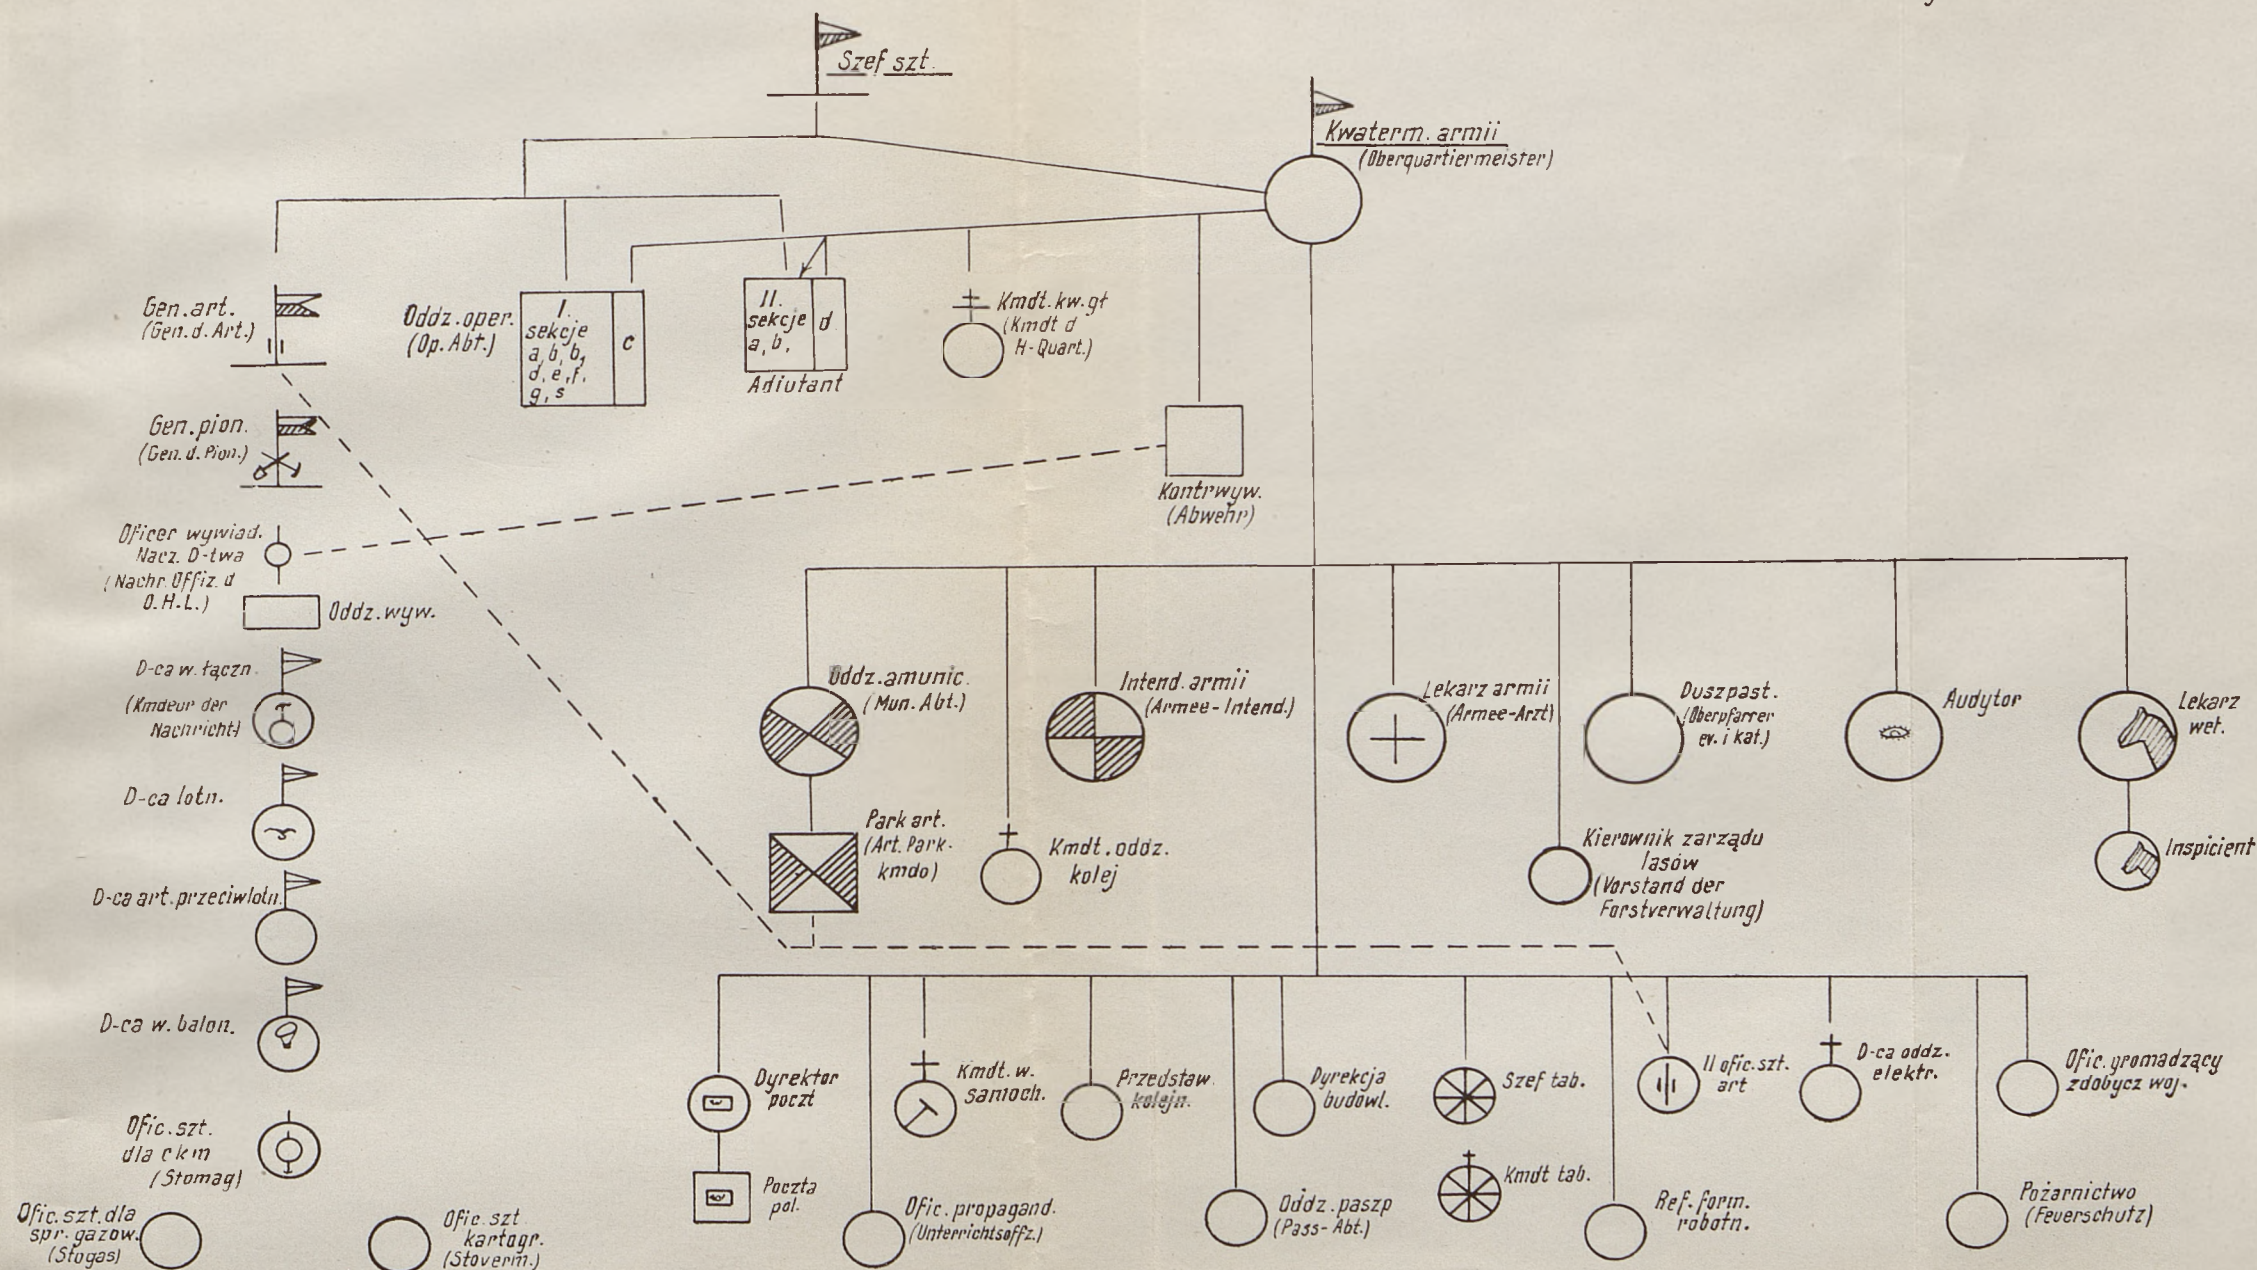 Szef szt.
Kwaterm. armii
(Oberquartiermeister)
Gen. art.
(Gen. d. Art.)
Oddz. oper.
(Op. Abt.)
I.
sekcje
a, b, b,
d, e, f,
g, s
c
II.
sekcje
a, b,
d
Adiutant
Kmdt. kw. gł
(Kmdt d
H-Quart.)
Gen. pion.
(Gen. d. Pion.)
Kontrwyw.
(Abwehr)
Oficer wywiad.
Nacz. D-twa
(Nachr. Offiz. d
O.H.L.)
Oddz. wyw.
D-ca w. łączn.
(Kmdeur der
Nachricht.)
D-ca lotn.
D-ca art. przeciwlotn.
D-ca w. balon.
Ofic. szt.
dla ckm
(Stomag)
Ofic. szt. dla
spr. gazow.
(Stogas)
Ofic. szt
kartogr.
(Stoverm.)
Oddz. amunic.
(Mun. Abt.)
Intend. armii
(Armee-Intend.)
Lekarz armii
(Armee-Arzt)
Duszpast.
(Oberpfarrer
ev. i kat.)
Audytor
Lekarz
wet.
Park art.
(Art. Park-
kmdo)
Kmdt. oddz.
kolej
Kierownik zarządu
lasów
(Vorstand der
Forstverwaltung)
Inspicient
Dyrektor
poczt
Kmdt. w.
samoch.
Przedstaw.
kolejn.
Dyrekcja
budowl.
Szef tab.
II ofic. szt.
art
D-ca oddz.
elektr.
Ofic. gromadzący
zdobycz woj.
Poczta
pol.
Ofic. propagand.
(Unterrichtsoffz.)
Oddz. paszp
(Pass-Abt.)
Kmdt tab.
Ref. form.
robotn.
Pożarnictwo
(Feuerschutz)